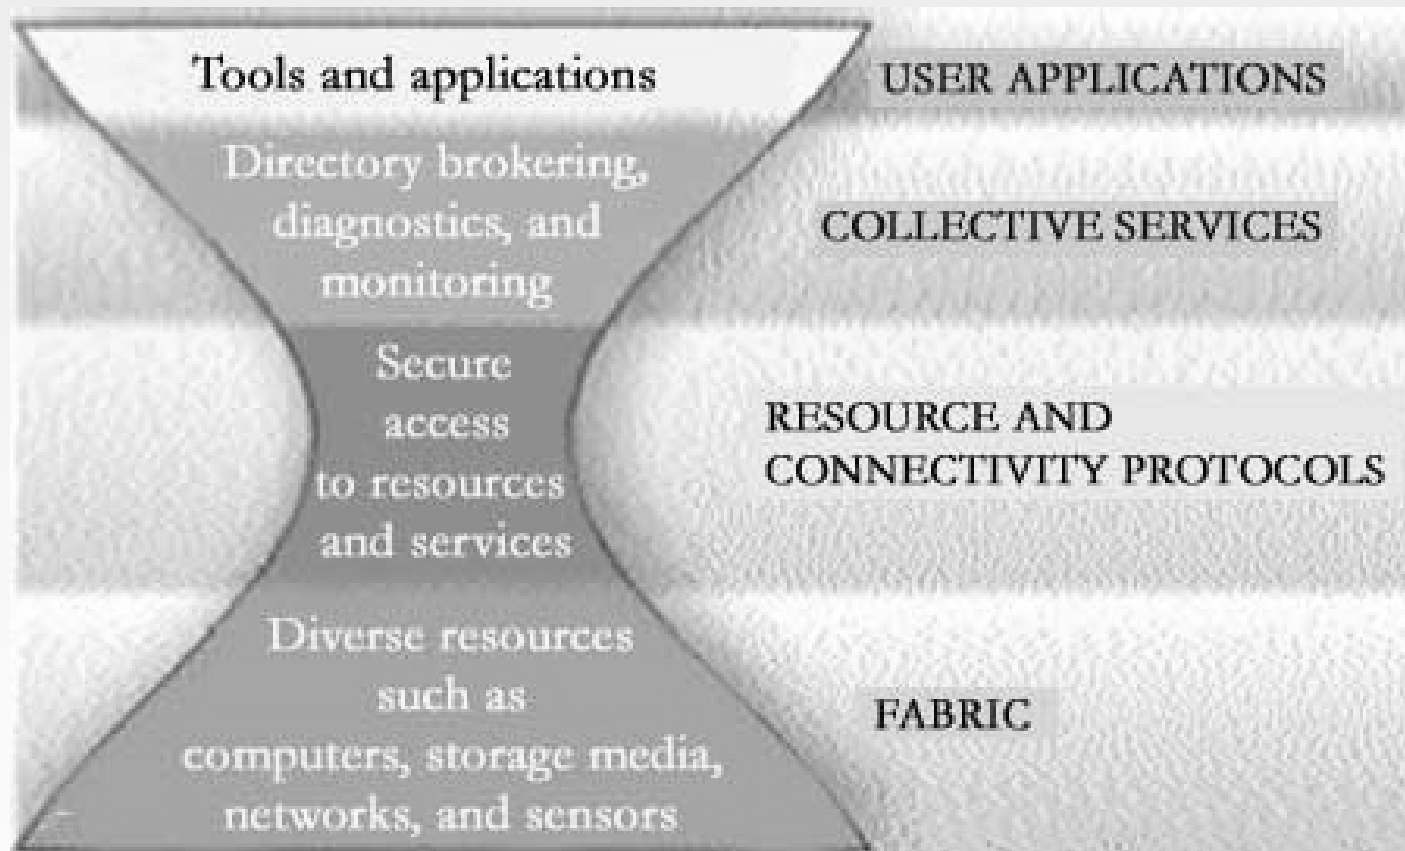 Tools and applications
USER APPLICATIONS
Directory brokering,
diagnostics, and
monitoring
COLLECTIVE SERVICES
Secure
access
to resources
and services
RESOURCE AND
CONNECTIVITY PROTOCOLS
Diverse resources
such as
computers, storage media,
networks, and sensors
FABRIC